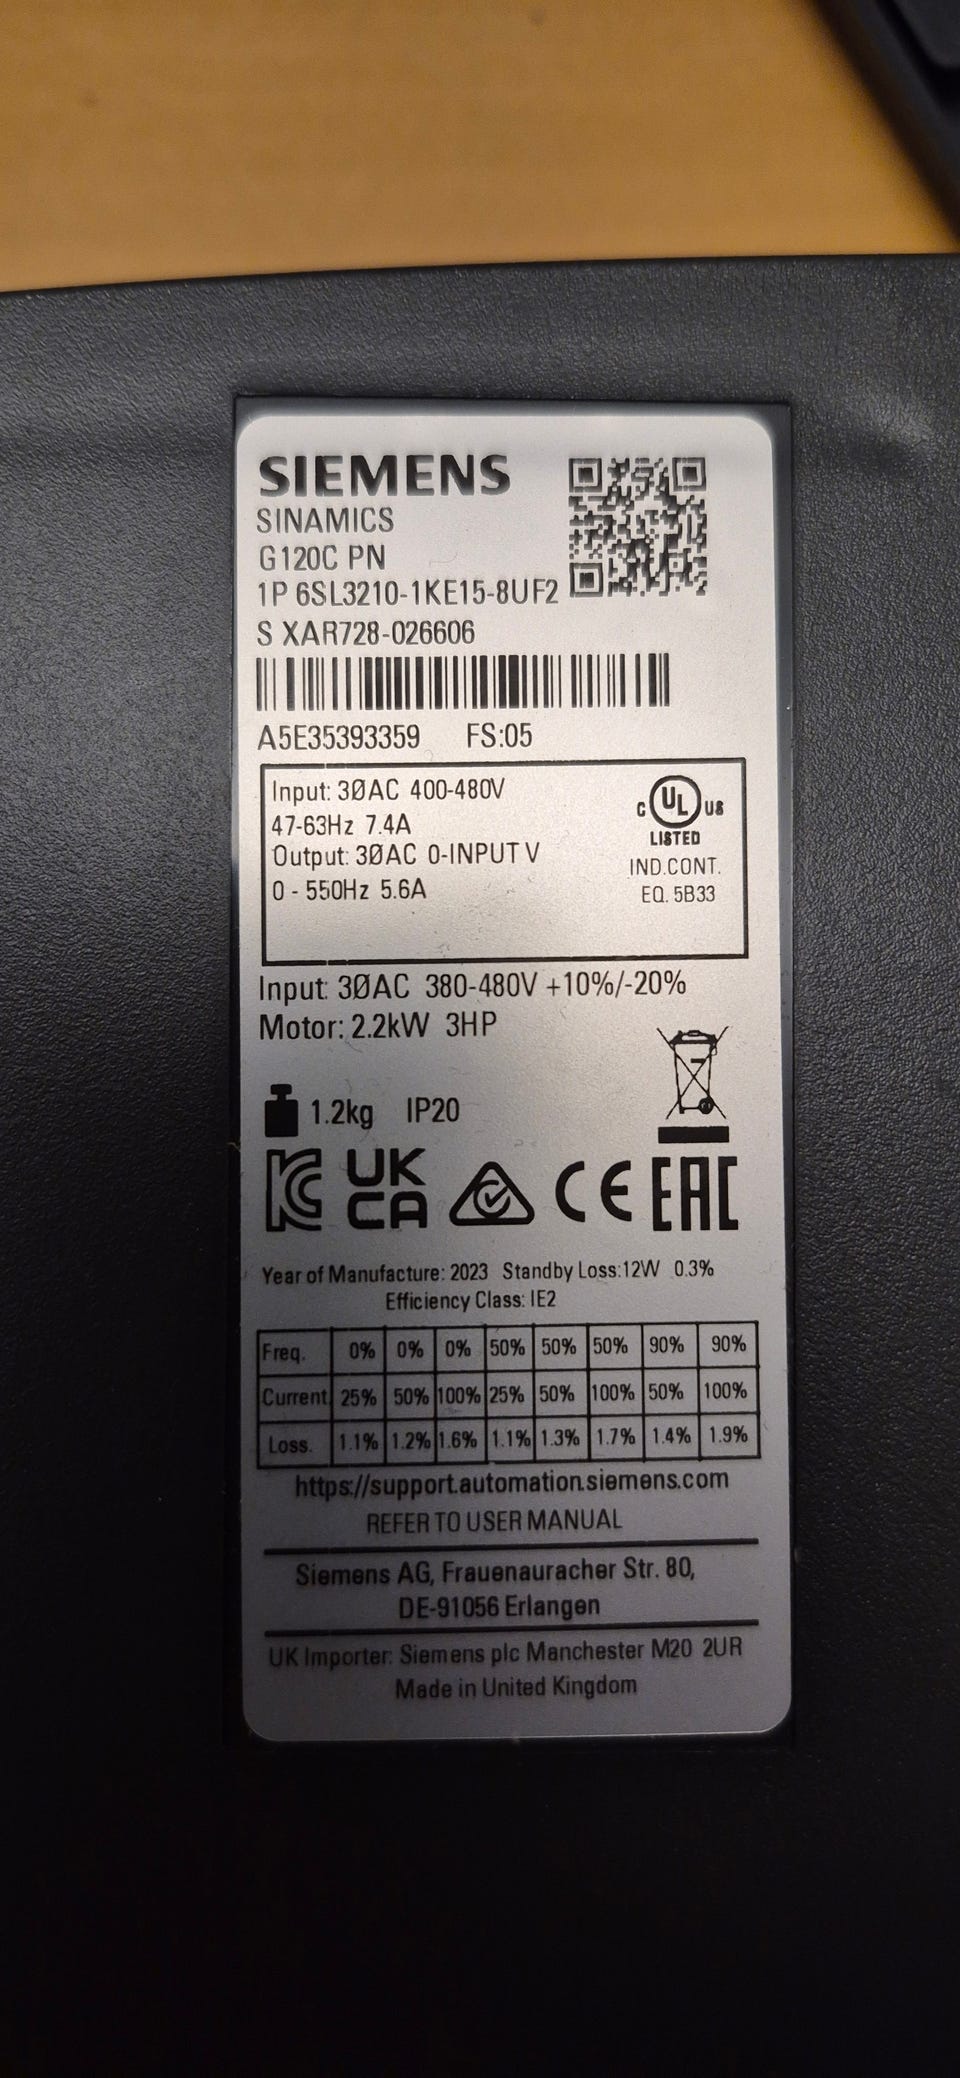 SIEMENS
SINAMICS
G120C PN
1P 6SL3210-1KE15-8UF2
S XAR728-026606
A5E35393359 FS:05
Input: 3ØAC 400-480V
47-63Hz 7.4A
Output: 3ØAC 0-INPUT V
0 - 550Hz 5.6A
C UL US
LISTED
IND.CONT.
EQ. 5B33
Input: 3ØAC 380-480V +10%/-20%
Motor: 2.2kW 3HP
1.2kg IP20
UK
CA
CE EAC
Year of Manufacture: 2023 Standby Loss:12W 0.3%
Efficiency Class: IE2
Freq. 0% 0% 0% 50% 50% 50% 90% 90%
Current 25% 50% 100% 25% 50% 100% 50% 100%
Loss. 1.1% 1.2% 1.6% 1.1% 1.3% 1.7% 1.4% 1.9%
https://support.automation.siemens.com
REFER TO USER MANUAL
Siemens AG, Frauenauracher Str. 80,
DE-91056 Erlangen
UK Importer: Siemens plc Manchester M20 2UR
Made in United Kingdom